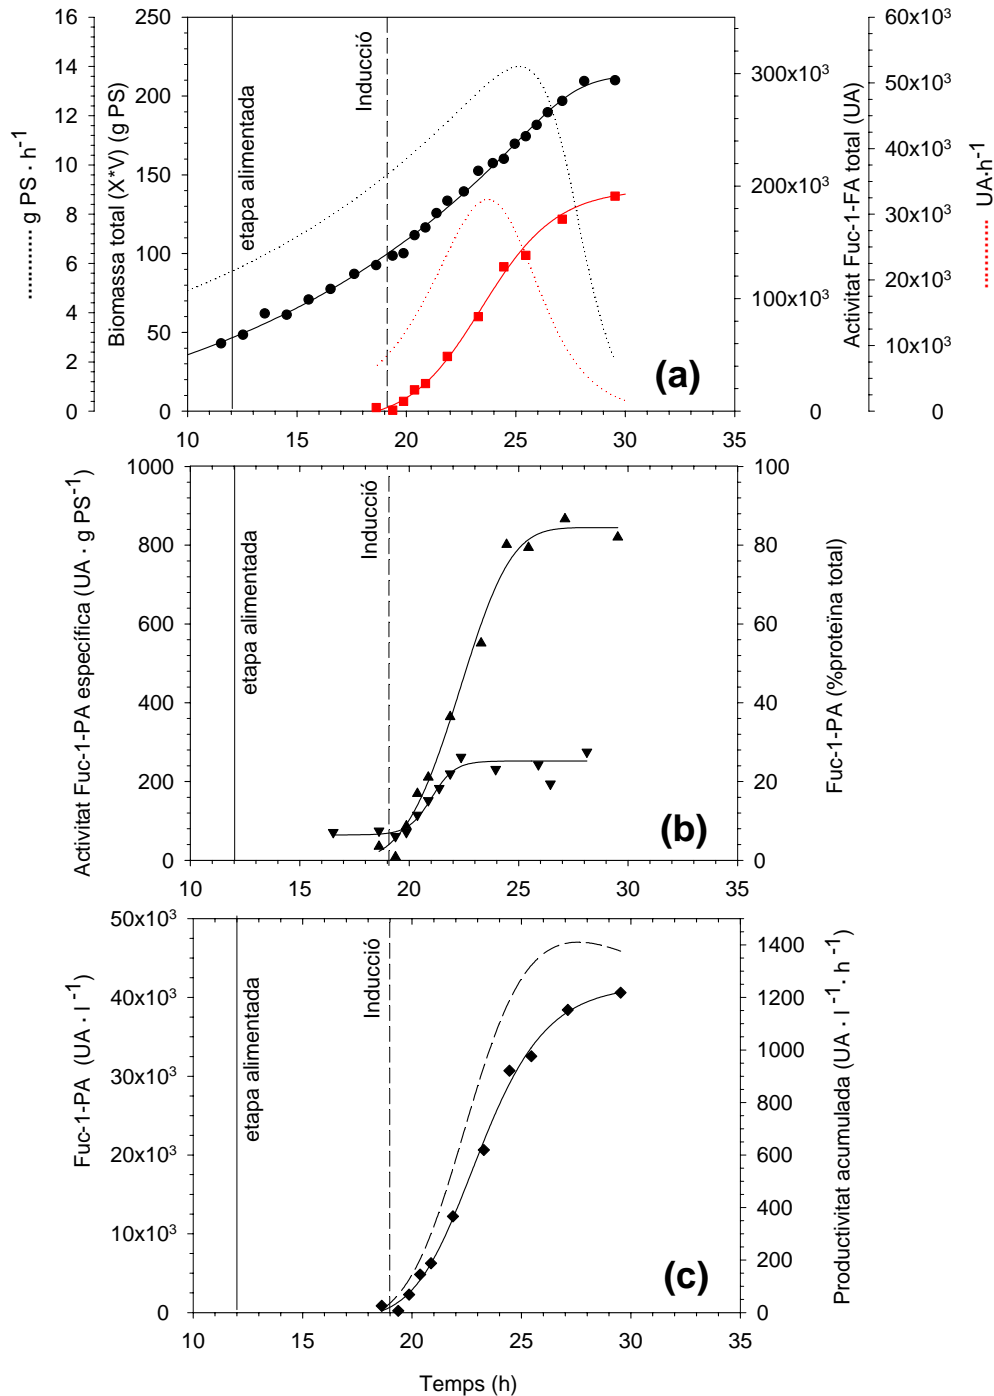 16
14
12
10
8
6
4
2
0
g PS · h-1
250
200
150
100
50
0
Biomassa total (X*V) (g PS)
etapa alimentada
Inducció
(a)
300x10³
200x10³
100x10³
0
Activitat Fuc-1-FA total (UA)
60x10³
50x10³
40x10³
30x10³
20x10³
10x10³
0
UA·h-1
10 15 20 25 30 35
1000
800
600
400
200
0
Activitat Fuc-1-PA específica (UA · g PS-1)
etapa alimentada
Inducció
(b)
100
80
60
40
20
0
Fuc-1-PA (%proteïna total)
10 15 20 25 30 35
50x10³
40x10³
30x10³
20x10³
10x10³
0
Fuc-1-PA (UA · l -1)
etapa alimentada
Inducció
(c)
1400
1200
1000
800
600
400
200
0
Productivitat acumulada (UA · l -1 · h-1)
10 15 20 25 30 35
Temps (h)